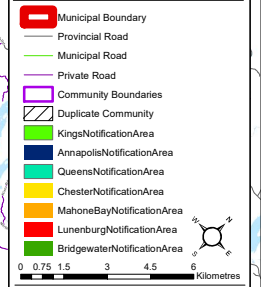 Municipal Boundary
Provincial Road
Municipal Road
Private Road
Community Boundaries
Duplicate Community
KingsNotificationArea
AnnapolisNotificationArea
QueensNotificationArea
ChesterNotificationArea
MahoneBayNotificationArea
LunenburgNotificationArea
BridgewaterNotificationArea
W N
S E
0 0.75 1.5 3 4.5 6
Kilometres